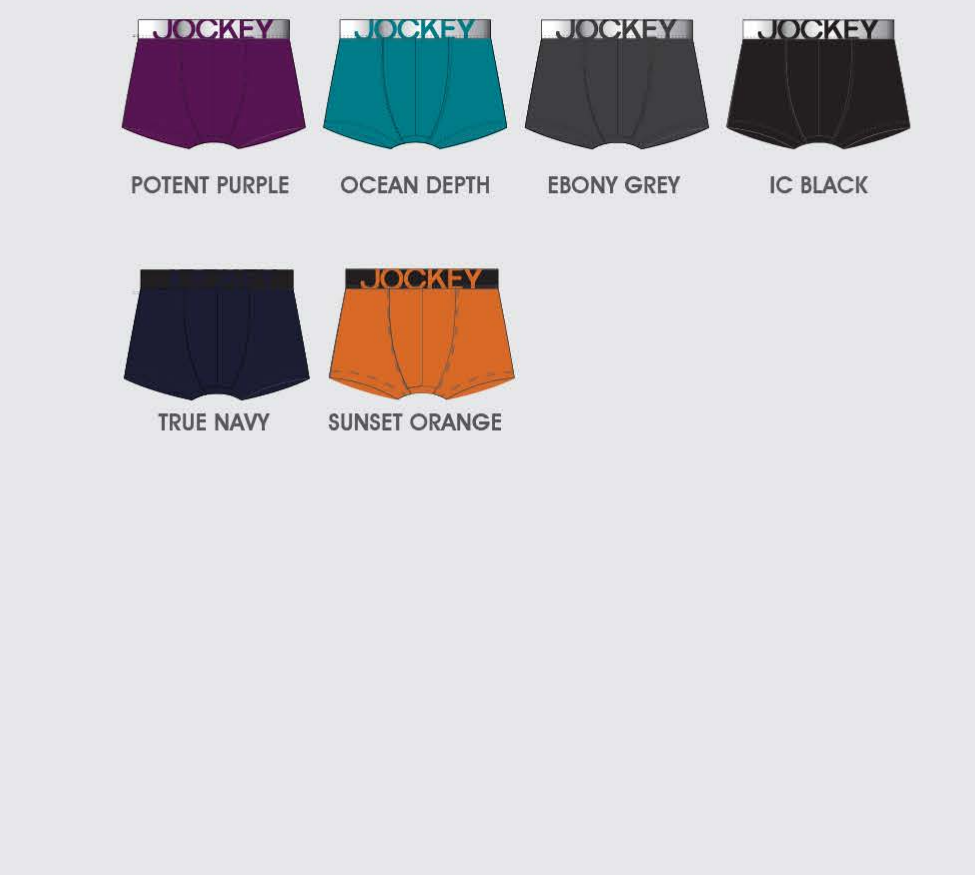 JOCKEY JOCKEY JOCKEY JOCKEY
POTENT PURPLE OCEAN DEPTH EBONY GREY IC BLACK
JOCKEY
TRUE NAVY SUNSET ORANGE